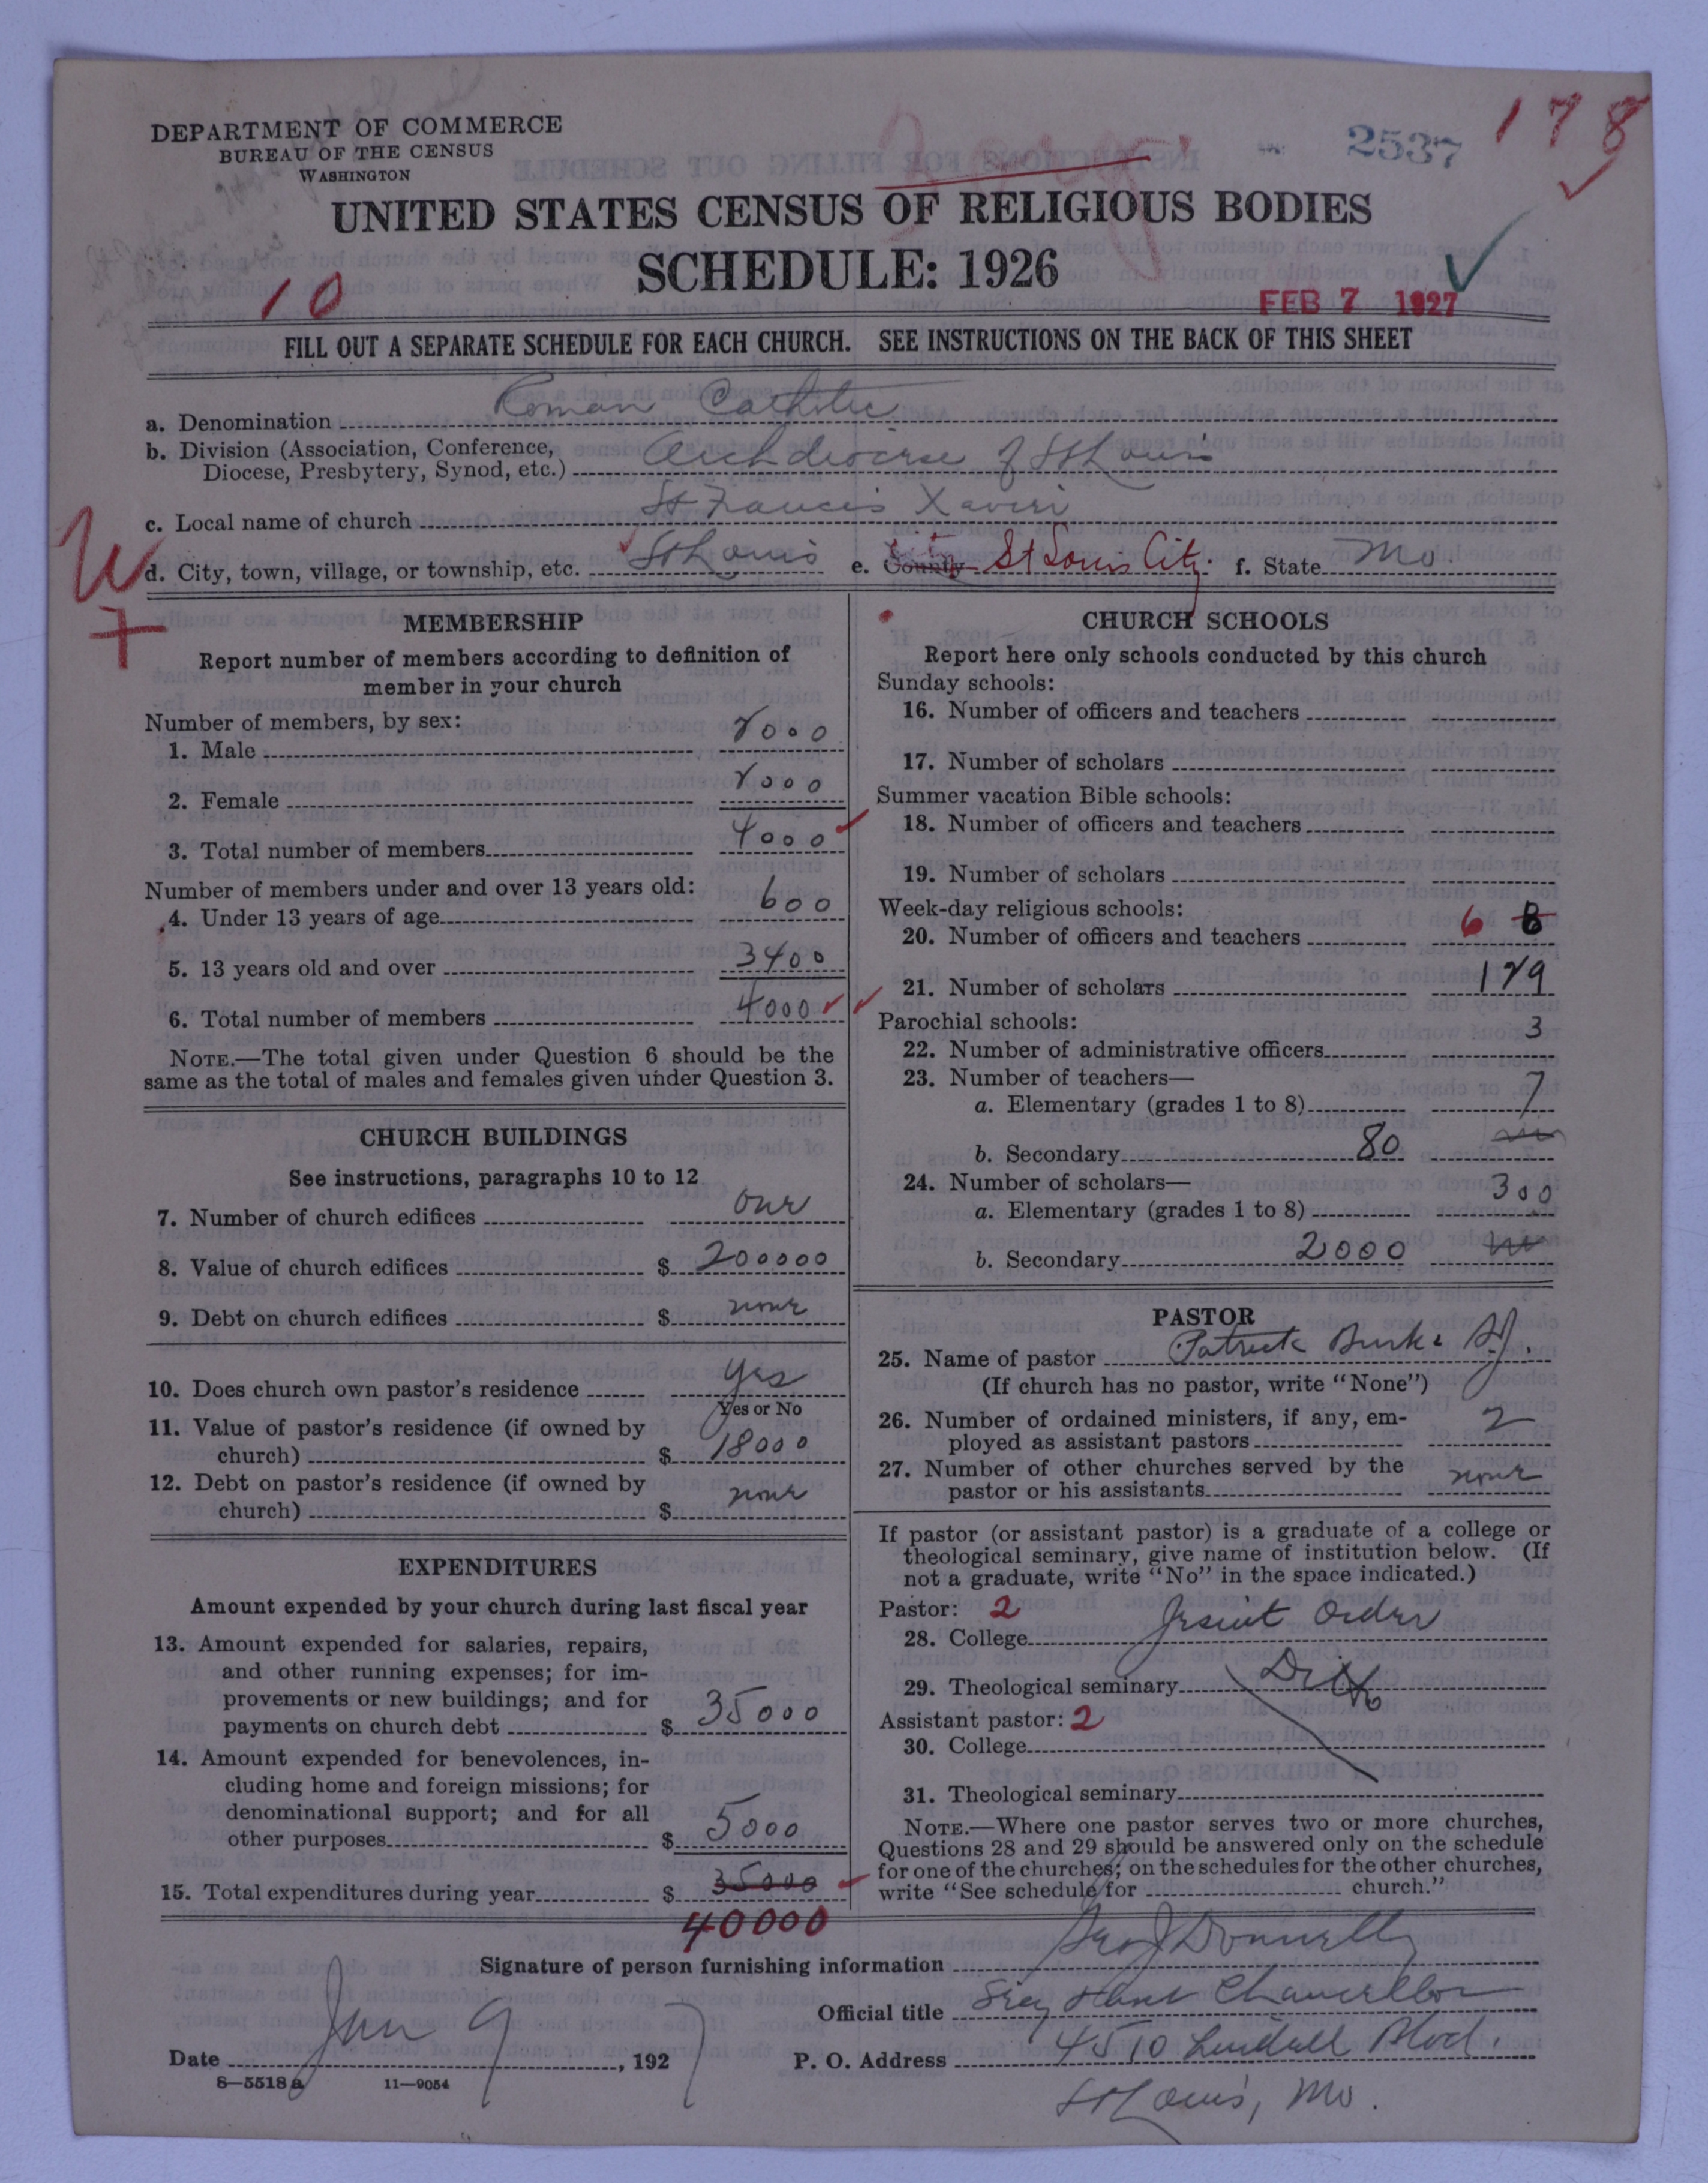 DEPARTMENT OF COMMERCE
BUREAU OF THE CENSUS
WASHINGTON
2537
178
UNITED STATES CENSUS OF RELIGIOUS BODIES
SCHEDULE: 1926
10
FEB 7 1927
FILL OUT A SEPARATE SCHEDULE FOR EACH CHURCH. SEE INSTRUCTIONS ON THE BACK OF THIS SHEET
a. Denomination Roman Catholic
b. Division (Association, Conference,
Diocese, Presbytery, Synod, etc.) Archdiocese of St Louis
c. Local name of church St Francis Xavier
W
d. City, town, village, or township, etc. St Louis e. County St Louis City. f. State Mo.
7
MEMBERSHIP
Report number of members according to definition of
member in your church
Number of members, by sex:
1. Male 2000
2. Female 2000
3. Total number of members 4000
Number of members under and over 13 years old:
4. Under 13 years of age 600
5. 13 years old and over 3400
6. Total number of members 4000
NOTE.—The total given under Question 6 should be the
same as the total of males and females given under Question 3.
CHURCH BUILDINGS
See instructions, paragraphs 10 to 12
7. Number of church edifices one
8. Value of church edifices $ 200000
9. Debt on church edifices $ none
10. Does church own pastor's residence yes
Yes or No
11. Value of pastor's residence (if owned by
church) $ 18000
12. Debt on pastor's residence (if owned by
church) $ none
EXPENDITURES
Amount expended by your church during last fiscal year
13. Amount expended for salaries, repairs,
and other running expenses; for im-
provements or new buildings; and for
payments on church debt $ 35000
14. Amount expended for benevolences, in-
cluding home and foreign missions; for
denominational support; and for all
other purposes $ 5000
15. Total expenditures during year $ 35000
40000
CHURCH SCHOOLS
Report here only schools conducted by this church
Sunday schools:
16. Number of officers and teachers
17. Number of scholars
Summer vacation Bible schools:
18. Number of officers and teachers
19. Number of scholars
Week-day religious schools:
20. Number of officers and teachers 6 8
21. Number of scholars 129
Parochial schools:
22. Number of administrative officers 3
23. Number of teachers—
a. Elementary (grades 1 to 8) 7
b. Secondary 80
24. Number of scholars—
a. Elementary (grades 1 to 8) 300
b. Secondary 2000
PASTOR
25. Name of pastor Patrick Burke S.J.
(If church has no pastor, write "None")
26. Number of ordained ministers, if any, em-
ployed as assistant pastors 2
27. Number of other churches served by the
pastor or his assistants none
If pastor (or assistant pastor) is a graduate of a college or
theological seminary, give name of institution below. (If
not a graduate, write "No" in the space indicated.)
Pastor: 2
28. College Jesuit Order
29. Theological seminary
Assistant pastor: 2
30. College
31. Theological seminary
NOTE.—Where one pastor serves two or more churches,
Questions 28 and 29 should be answered only on the schedule
for one of the churches; on the schedules for the other churches,
write "See schedule for church."
Signature of person furnishing information Geo J Donnelly
Official title Chancellor
Date Jan 9, 1927 P. O. Address 4510 Lindell Blvd.
8—5518a 11—9054
St Louis, Mo.